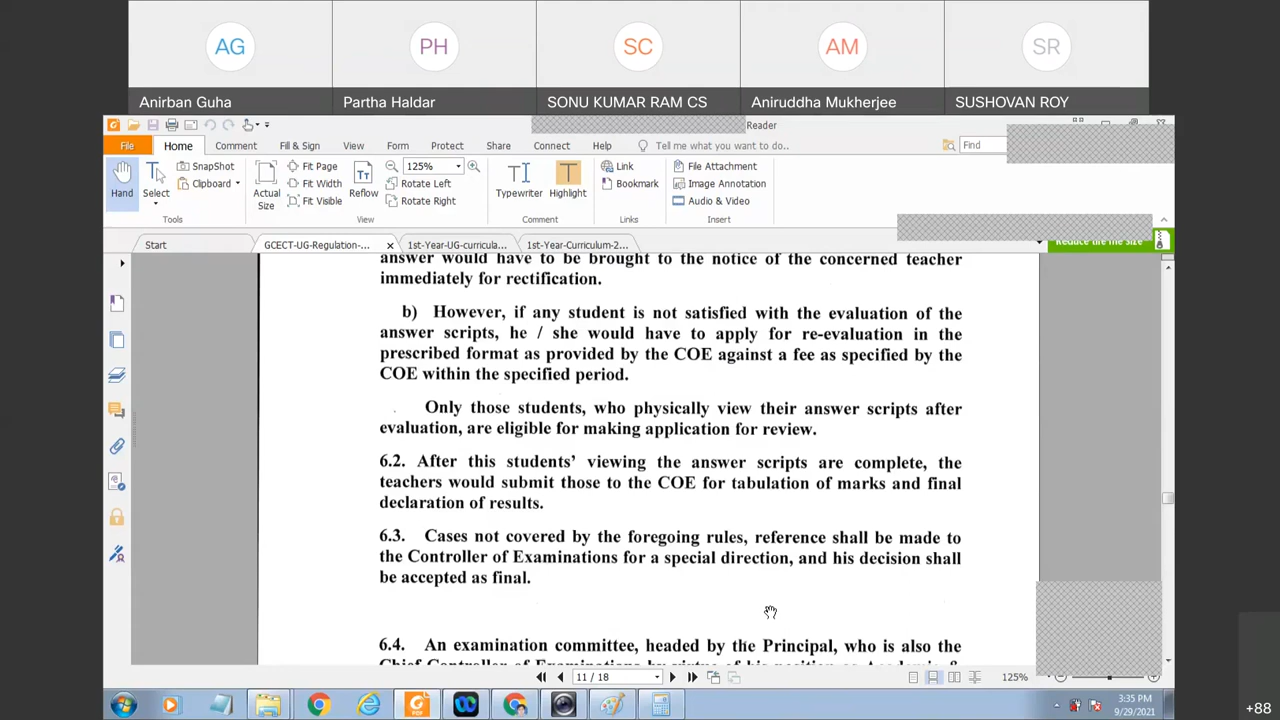 AG PH SC AM SR
Anirban Guha Partha Haldar SONU KUMAR RAM CS Aniruddha Mukherjee SUSHOVAN ROY
Reader
File Home Comment Fill & Sign View Form Protect Share Connect Help Tell me what you want to do.. Find
Hand Select SnapShot Clipboard Actual Size Fit Page Fit Width Fit Visible Reflow 125% Rotate Left Rotate Right Typewriter Highlight Link Bookmark File Attachment Image Annotation Audio & Video
Tools View Comment Links Insert
Start GCECT-UG-Regulation-... 1st-Year-UG-curricula... 1st-Year-Curriculum-2... Reduce file file Size
answer would have to be brought to the notice of the concerned teacher
immediately for rectification.
b) However, if any student is not satisfied with the evaluation of the
answer scripts, he / she would have to apply for re-evaluation in the
prescribed format as provided by the COE against a fee as specified by the
COE within the specified period.
Only those students, who physically view their answer scripts after
evaluation, are eligible for making application for review.
6.2. After this students' viewing the answer scripts are complete, the
teachers would submit those to the COE for tabulation of marks and final
declaration of results.
6.3. Cases not covered by the foregoing rules, reference shall be made to
the Controller of Examinations for a special direction, and his decision shall
be accepted as final.
6.4. An examination committee, headed by the Principal, who is also the
Chief Controller of Examinations by virtue of his position as Academic &
11 / 18 125%
3:35 PM
9/29/2021
+88